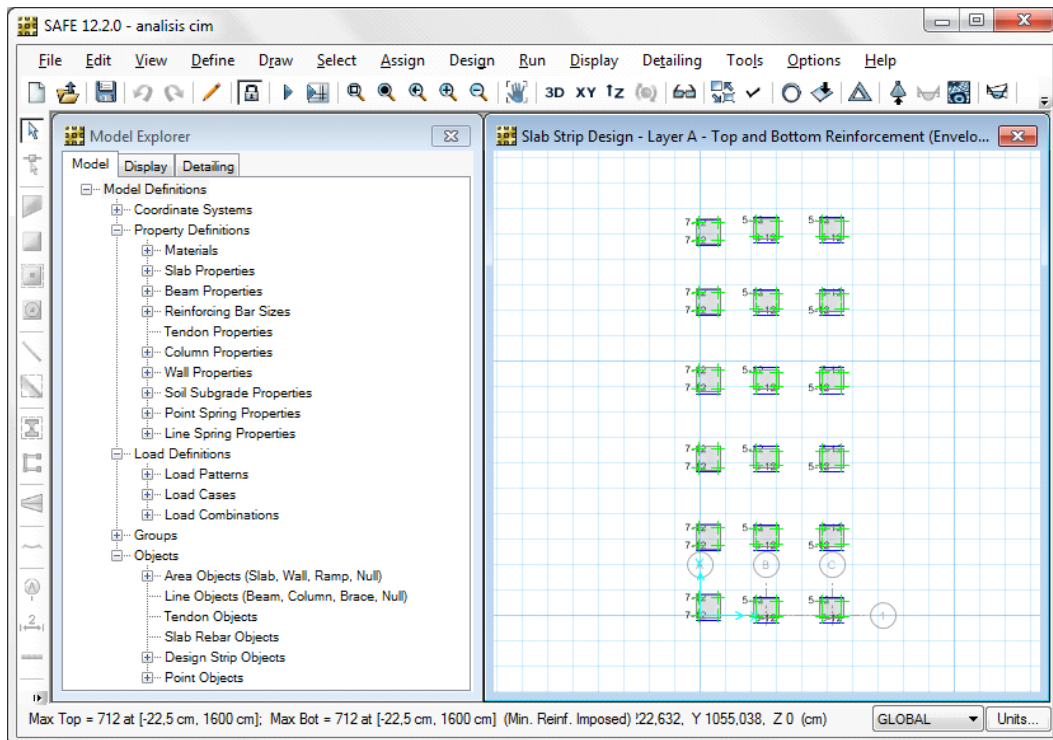 SAFE 12.2.0 - analisis cim
File Edit View Define Draw Select Assign Design Run Display Detailing Tools Options Help
3D XY
Model Explorer
Model Display Detailing
Model Definitions
Coordinate Systems
Property Definitions
Materials
Slab Properties
Beam Properties
Reinforcing Bar Sizes
Tendon Properties
Column Properties
Wall Properties
Soil Subgrade Properties
Point Spring Properties
Line Spring Properties
Load Definitions
Load Patterns
Load Cases
Load Combinations
Groups
Objects
Area Objects (Slab, Wall, Ramp, Null)
Line Objects (Beam, Column, Brace, Null)
Tendon Objects
Slab Rebar Objects
Design Strip Objects
Point Objects
Slab Strip Design - Layer A - Top and Bottom Reinforcement (Envelo...
B C
1
Max Top = 712 at [-22,5 cm, 1600 cm]; Max Bot = 712 at [-22,5 cm, 1600 cm] (Min. Reinf. Imposed) 22,632, Y 1055,038, Z 0 (cm)
GLOBAL Units...